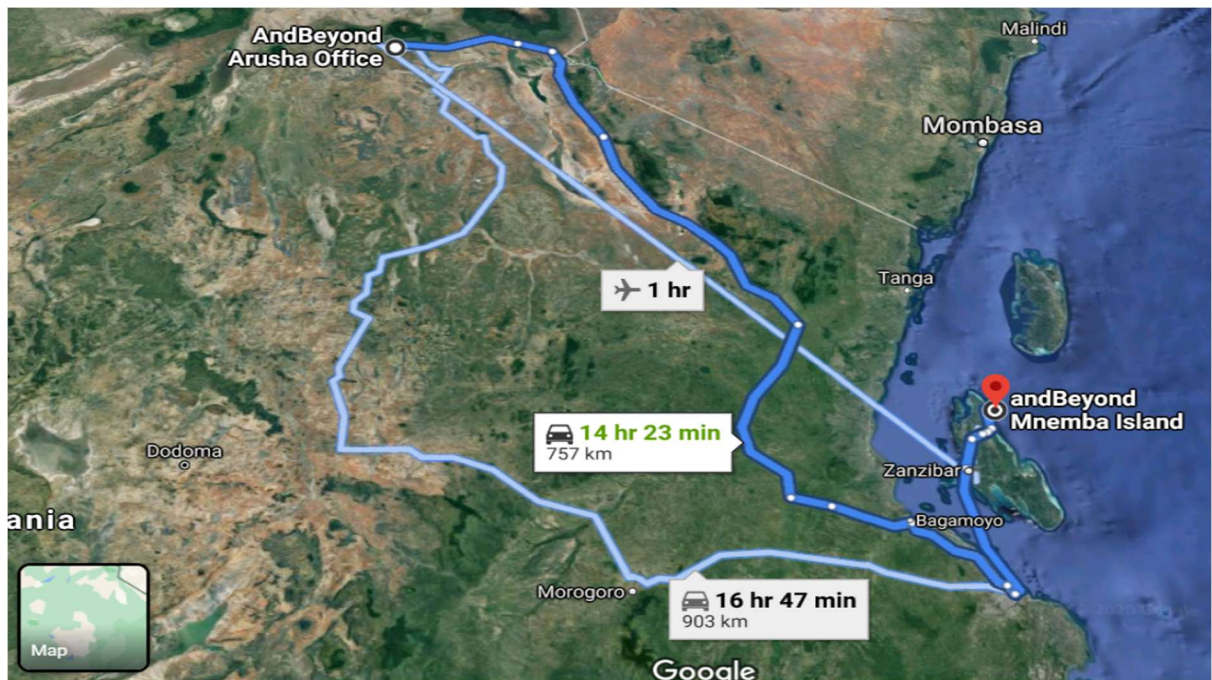 Malindi
AndBeyond
Arusha Office
Mombasa
Tanga
1 hr
andBeyond
Mnemba Island
14 hr 23 min
757 km
Dodoma
Zanzibar
ania
Bagamoyo
Morogoro
16 hr 47 min
903 km
Map
Google